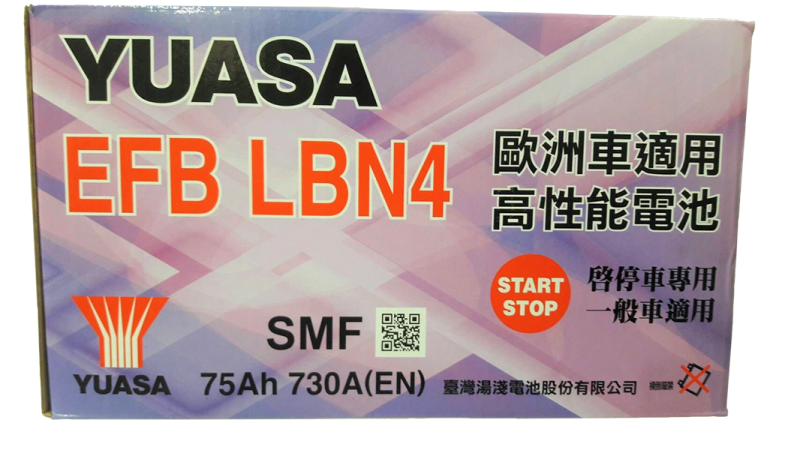 YUASA
EFB LBN4
歐洲車適用
高性能電池
START
STOP
啓停車專用
一般車適用
SMF
YUASA
75Ah 730A(EN)
臺灣湯淺電池股份有限公司